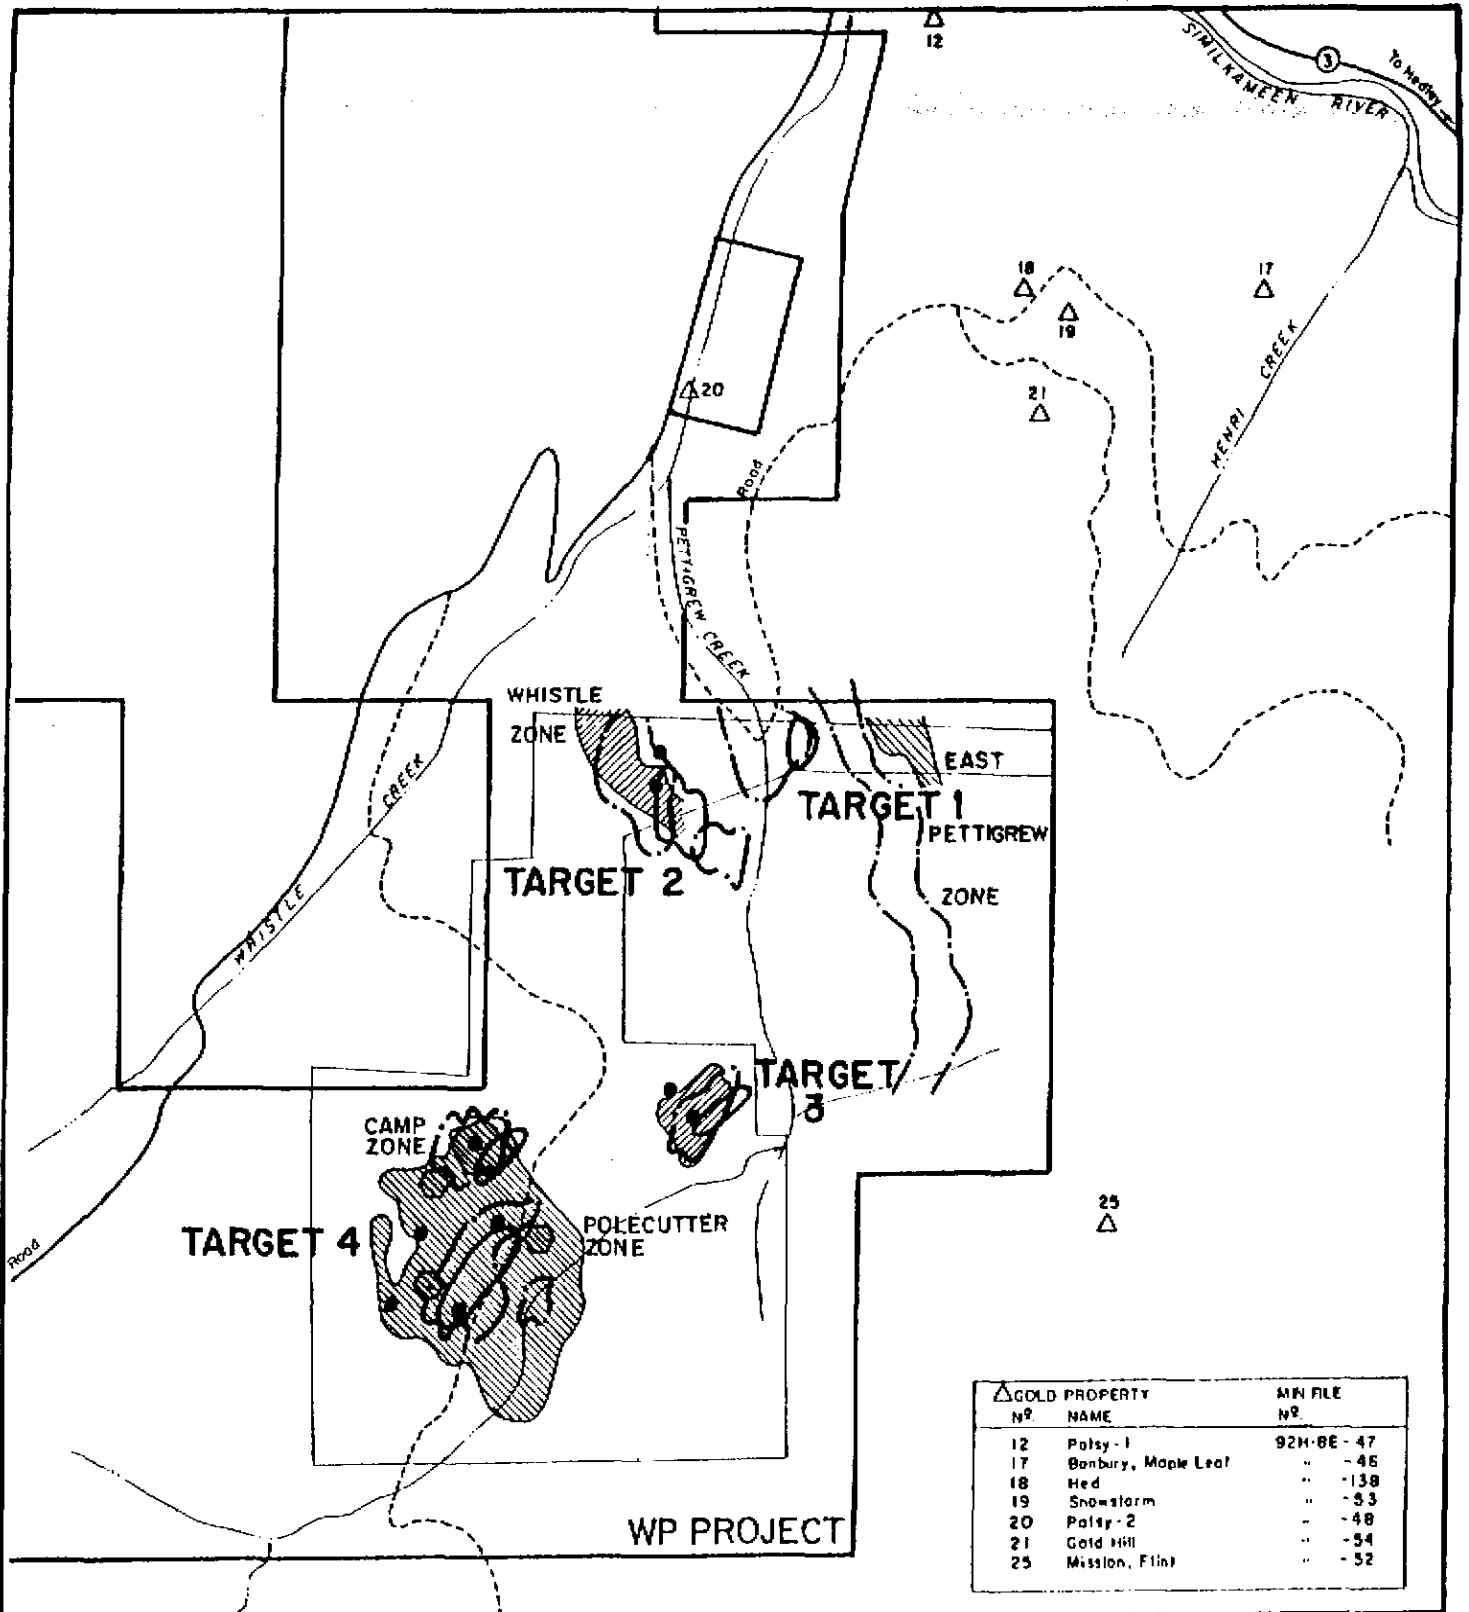 12
3
To Hedley
SIMILKAMEEN RIVER
18
17
19
20
21
HENRI CREEK
Road
PETTIGREW CREEK
WHISTLE
ZONE
EAST
TARGET 1
PETTIGREW
ZONE
TARGET 2
WHISTLE CREEK
TARGET
3
CAMP
ZONE
TARGET 4
POLECUTTER
ZONE
Road
25
WP PROJECT
△ GOLD PROPERTY MIN FILE
Nº NAME Nº
12 Patsy - 1 92H-8E - 47
17 Banbury, Maple Leaf " - 46
18 Hed " - 138
19 Snowstorm " - 53
20 Patsy - 2 " - 48
21 Gold Hill " - 54
25 Mission, Flint " - 52